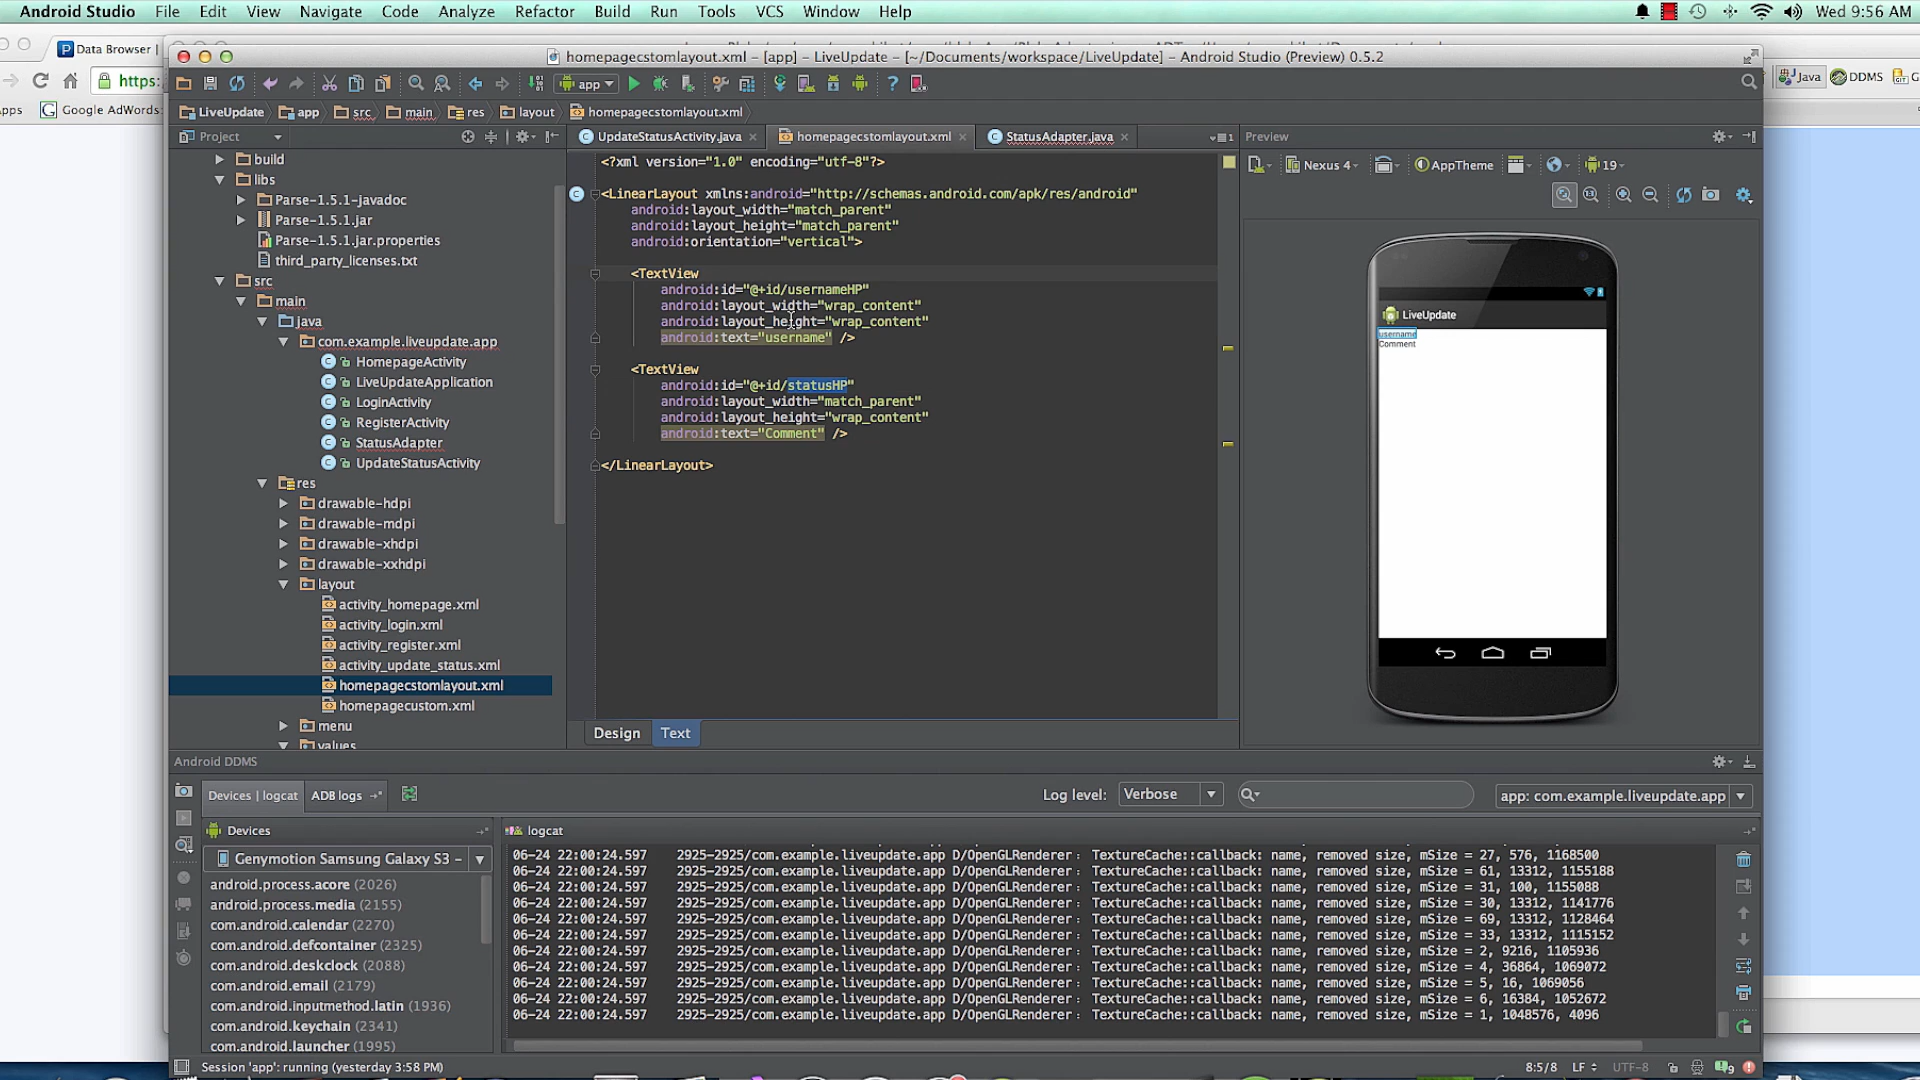 Android Studio File Edit View Navigate Code Analyze Refactor Build Run Tools VCS Window Help Wed 9:56 AM
Data Browser
homepagecstomlayout.xml – [app] – LiveUpdate – [~/Documents/workspace/LiveUpdate] – Android Studio (Preview) 0.5.2
https:
app
Java DDMS G
Apps Google AdWords:
LiveUpdate app src main res layout homepagecstomlayout.xml
Project
UpdateStatusActivity.java homepagecstomlayout.xml StatusAdapter.java
Preview
Nexus 4 AppTheme 19
build
libs
Parse-1.5.1-javadoc
Parse-1.5.1.jar
Parse-1.5.1.jar.properties
third_party_licenses.txt
src
main
java
com.example.liveupdate.app
HomepageActivity
LiveUpdateApplication
LoginActivity
RegisterActivity
StatusAdapter
UpdateStatusActivity
res
drawable-hdpi
drawable-mdpi
drawable-xhdpi
drawable-xxhdpi
layout
activity_homepage.xml
activity_login.xml
activity_register.xml
activity_update_status.xml
homepagecstomlayout.xml
homepagecustom.xml
menu
values
<?xml version="1.0" encoding="utf-8"?>
<LinearLayout xmlns:android="http://schemas.android.com/apk/res/android"
android:layout_width="match_parent"
android:layout_height="match_parent"
android:orientation="vertical">
<TextView
android:id="@+id/usernameHP"
android:layout_width="wrap_content"
android:layout_height="wrap_content"
android:text="username" />
<TextView
android:id="@+id/statusHP"
android:layout_width="match_parent"
android:layout_height="wrap_content"
android:text="Comment" />
</LinearLayout>
LiveUpdate
username
Comment
Design Text
Android DDMS
Devices | logcat ADB logs
Log level: Verbose
app: com.example.liveupdate.app
Devices
Genymotion Samsung Galaxy S3 –
android.process.acore (2026)
android.process.media (2155)
com.android.calendar (2270)
com.android.defcontainer (2325)
com.android.deskclock (2088)
com.android.email (2179)
com.android.inputmethod.latin (1936)
com.android.keychain (2341)
com.android.launcher (1995)
logcat
06-24 22:00:24.597 2925-2925/com.example.liveupdate.app D/OpenGLRenderer: TextureCache::callback: name, removed size, mSize = 27, 576, 1168500
06-24 22:00:24.597 2925-2925/com.example.liveupdate.app D/OpenGLRenderer: TextureCache::callback: name, removed size, mSize = 61, 13312, 1155188
06-24 22:00:24.597 2925-2925/com.example.liveupdate.app D/OpenGLRenderer: TextureCache::callback: name, removed size, mSize = 31, 100, 1155088
06-24 22:00:24.597 2925-2925/com.example.liveupdate.app D/OpenGLRenderer: TextureCache::callback: name, removed size, mSize = 30, 13312, 1141776
06-24 22:00:24.597 2925-2925/com.example.liveupdate.app D/OpenGLRenderer: TextureCache::callback: name, removed size, mSize = 69, 13312, 1128464
06-24 22:00:24.597 2925-2925/com.example.liveupdate.app D/OpenGLRenderer: TextureCache::callback: name, removed size, mSize = 33, 13312, 1115152
06-24 22:00:24.597 2925-2925/com.example.liveupdate.app D/OpenGLRenderer: TextureCache::callback: name, removed size, mSize = 2, 9216, 1105936
06-24 22:00:24.597 2925-2925/com.example.liveupdate.app D/OpenGLRenderer: TextureCache::callback: name, removed size, mSize = 4, 36864, 1069072
06-24 22:00:24.597 2925-2925/com.example.liveupdate.app D/OpenGLRenderer: TextureCache::callback: name, removed size, mSize = 5, 16, 1069056
06-24 22:00:24.597 2925-2925/com.example.liveupdate.app D/OpenGLRenderer: TextureCache::callback: name, removed size, mSize = 6, 16384, 1052672
06-24 22:00:24.597 2925-2925/com.example.liveupdate.app D/OpenGLRenderer: TextureCache::callback: name, removed size, mSize = 1, 1048576, 4096
Session 'app': running (yesterday 3:58 PM)
8:5/8 LF UTF-8